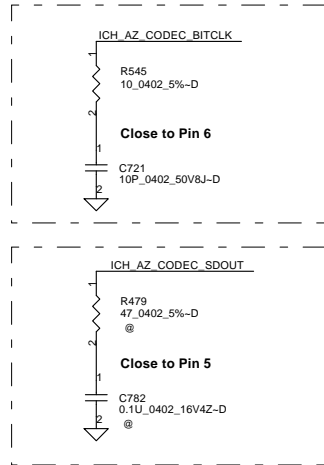 ICH_AZ_CODEC_BITCLK
1
R545
10_0402_5%~D
2
Close to Pin 6
1
C721
10P_0402_50V8J~D
2
ICH_AZ_CODEC_SDOUT
1
R479
47_0402_5%~D
@
2
Close to Pin 5
1
C782
0.1U_0402_16V4Z~D
2
@